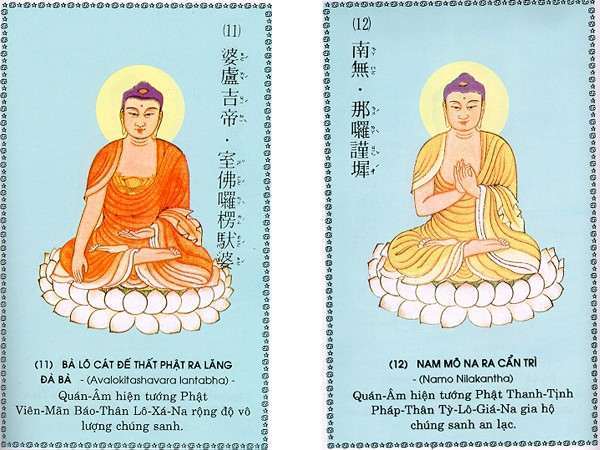 (11)
婆盧吉帝·室佛囉楞馱婆
(11) BÀ LÔ CÁT ĐẾ THẤT PHẬT RA LĂNG
ĐÀ BÀ - (Avalokitashavara lantabha) -
Quán-Âm hiện tướng Phật
Viên-Mãn Báo-Thân Lô-Xá-Na rộng độ vô
lượng chúng sanh.
(12)
南無·那囉謹墀
(12) NAM MÔ NA RA CẨN TRÌ
- (Namo Nilakantha)
Quán-Âm hiện tướng Phật Thanh-Tịnh
Pháp-Thân Tỳ-Lô-Giá-Na gia hộ
chúng sanh an lạc.